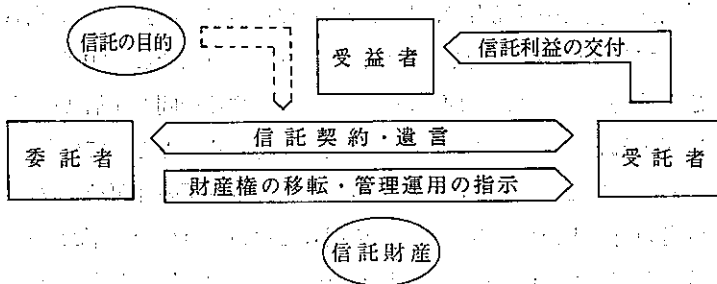 信託の目的
受益者
信託利益の交付
委託者
信託契約・遺言
受託者
財産権の移転・管理運用の指示
信託財産